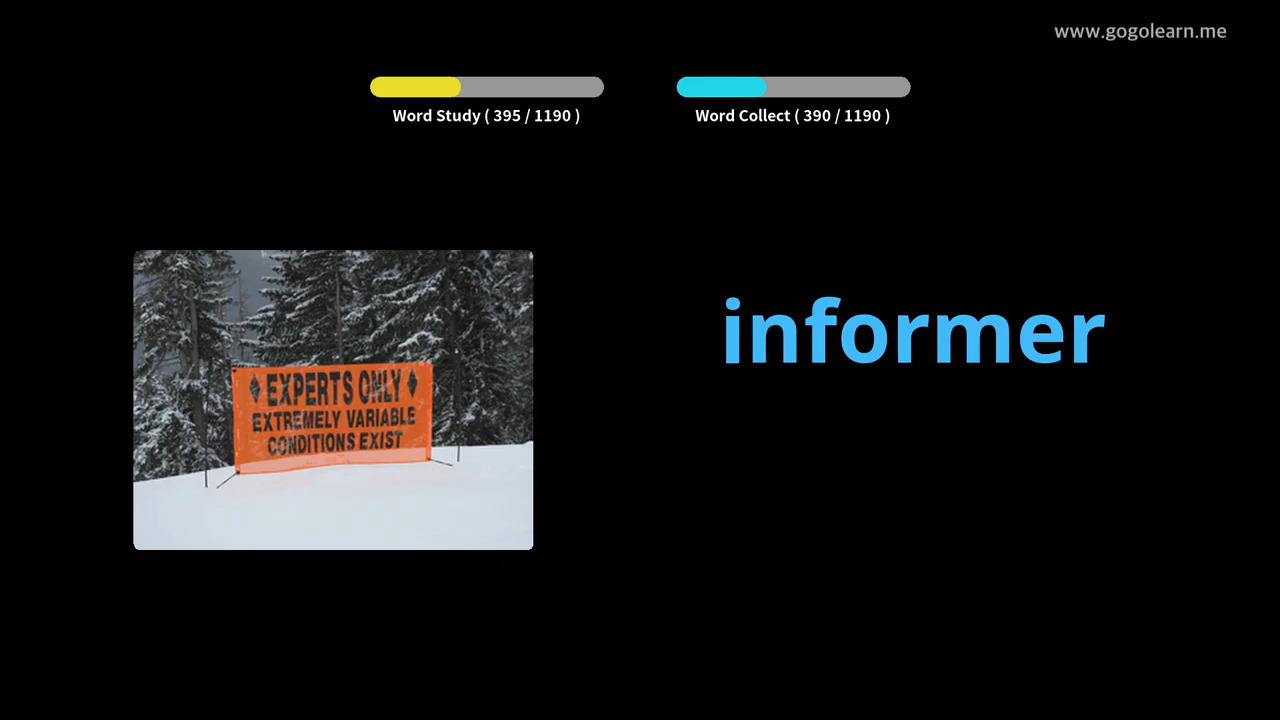 www.gogolearn.me
Word Study ( 395 / 1190 )
Word Collect ( 390 / 1190 )
EXPERTS ONLY
EXTREMELY VARIABLE
CONDITIONS EXIST
informer